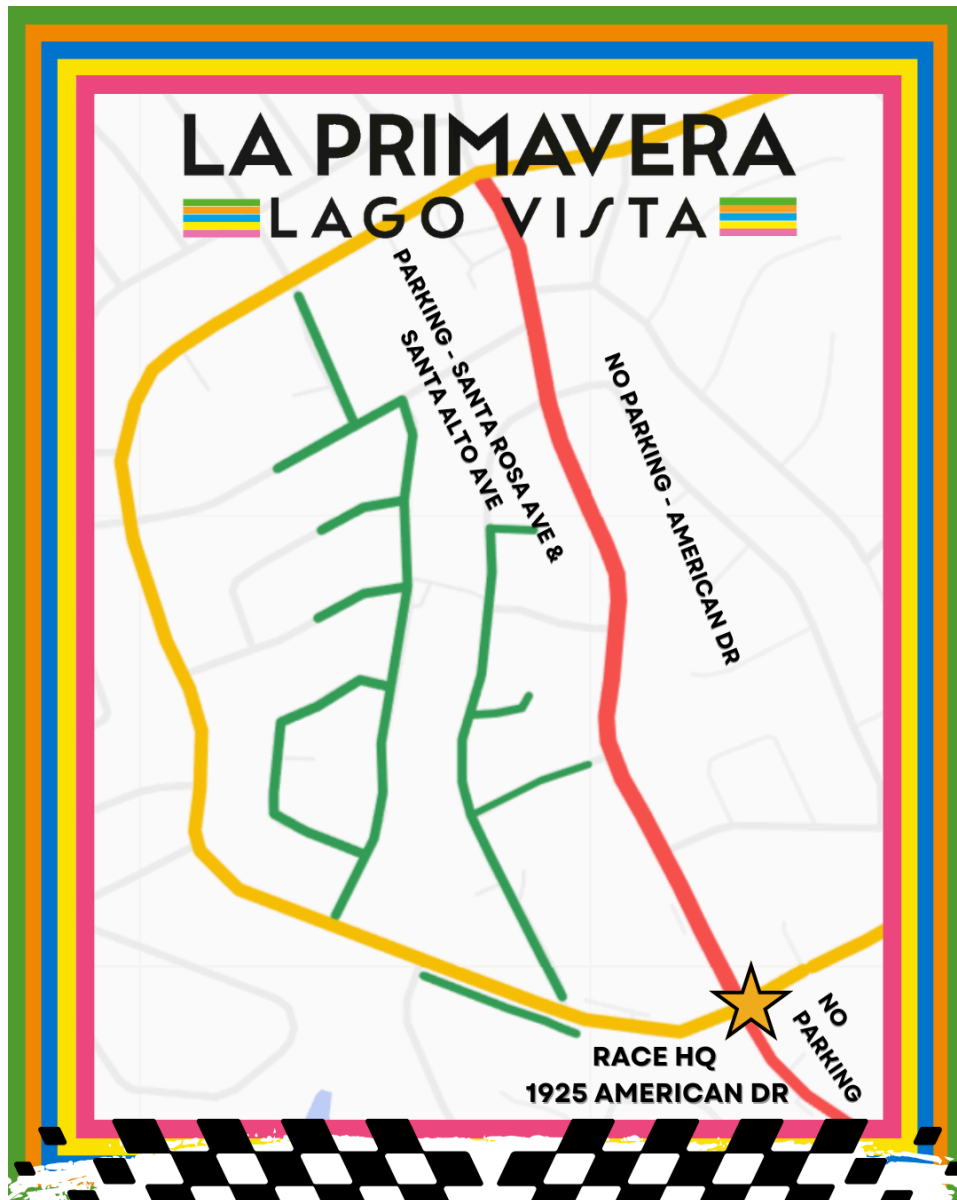 LA PRIMAVERA
LAGO VISTA
PARKING - SANTA ROSA AVE &
SANTA ALTO AVE
NO PARKING - AMERICAN DR
NO
PARKING
RACE HQ
1925 AMERICAN DR